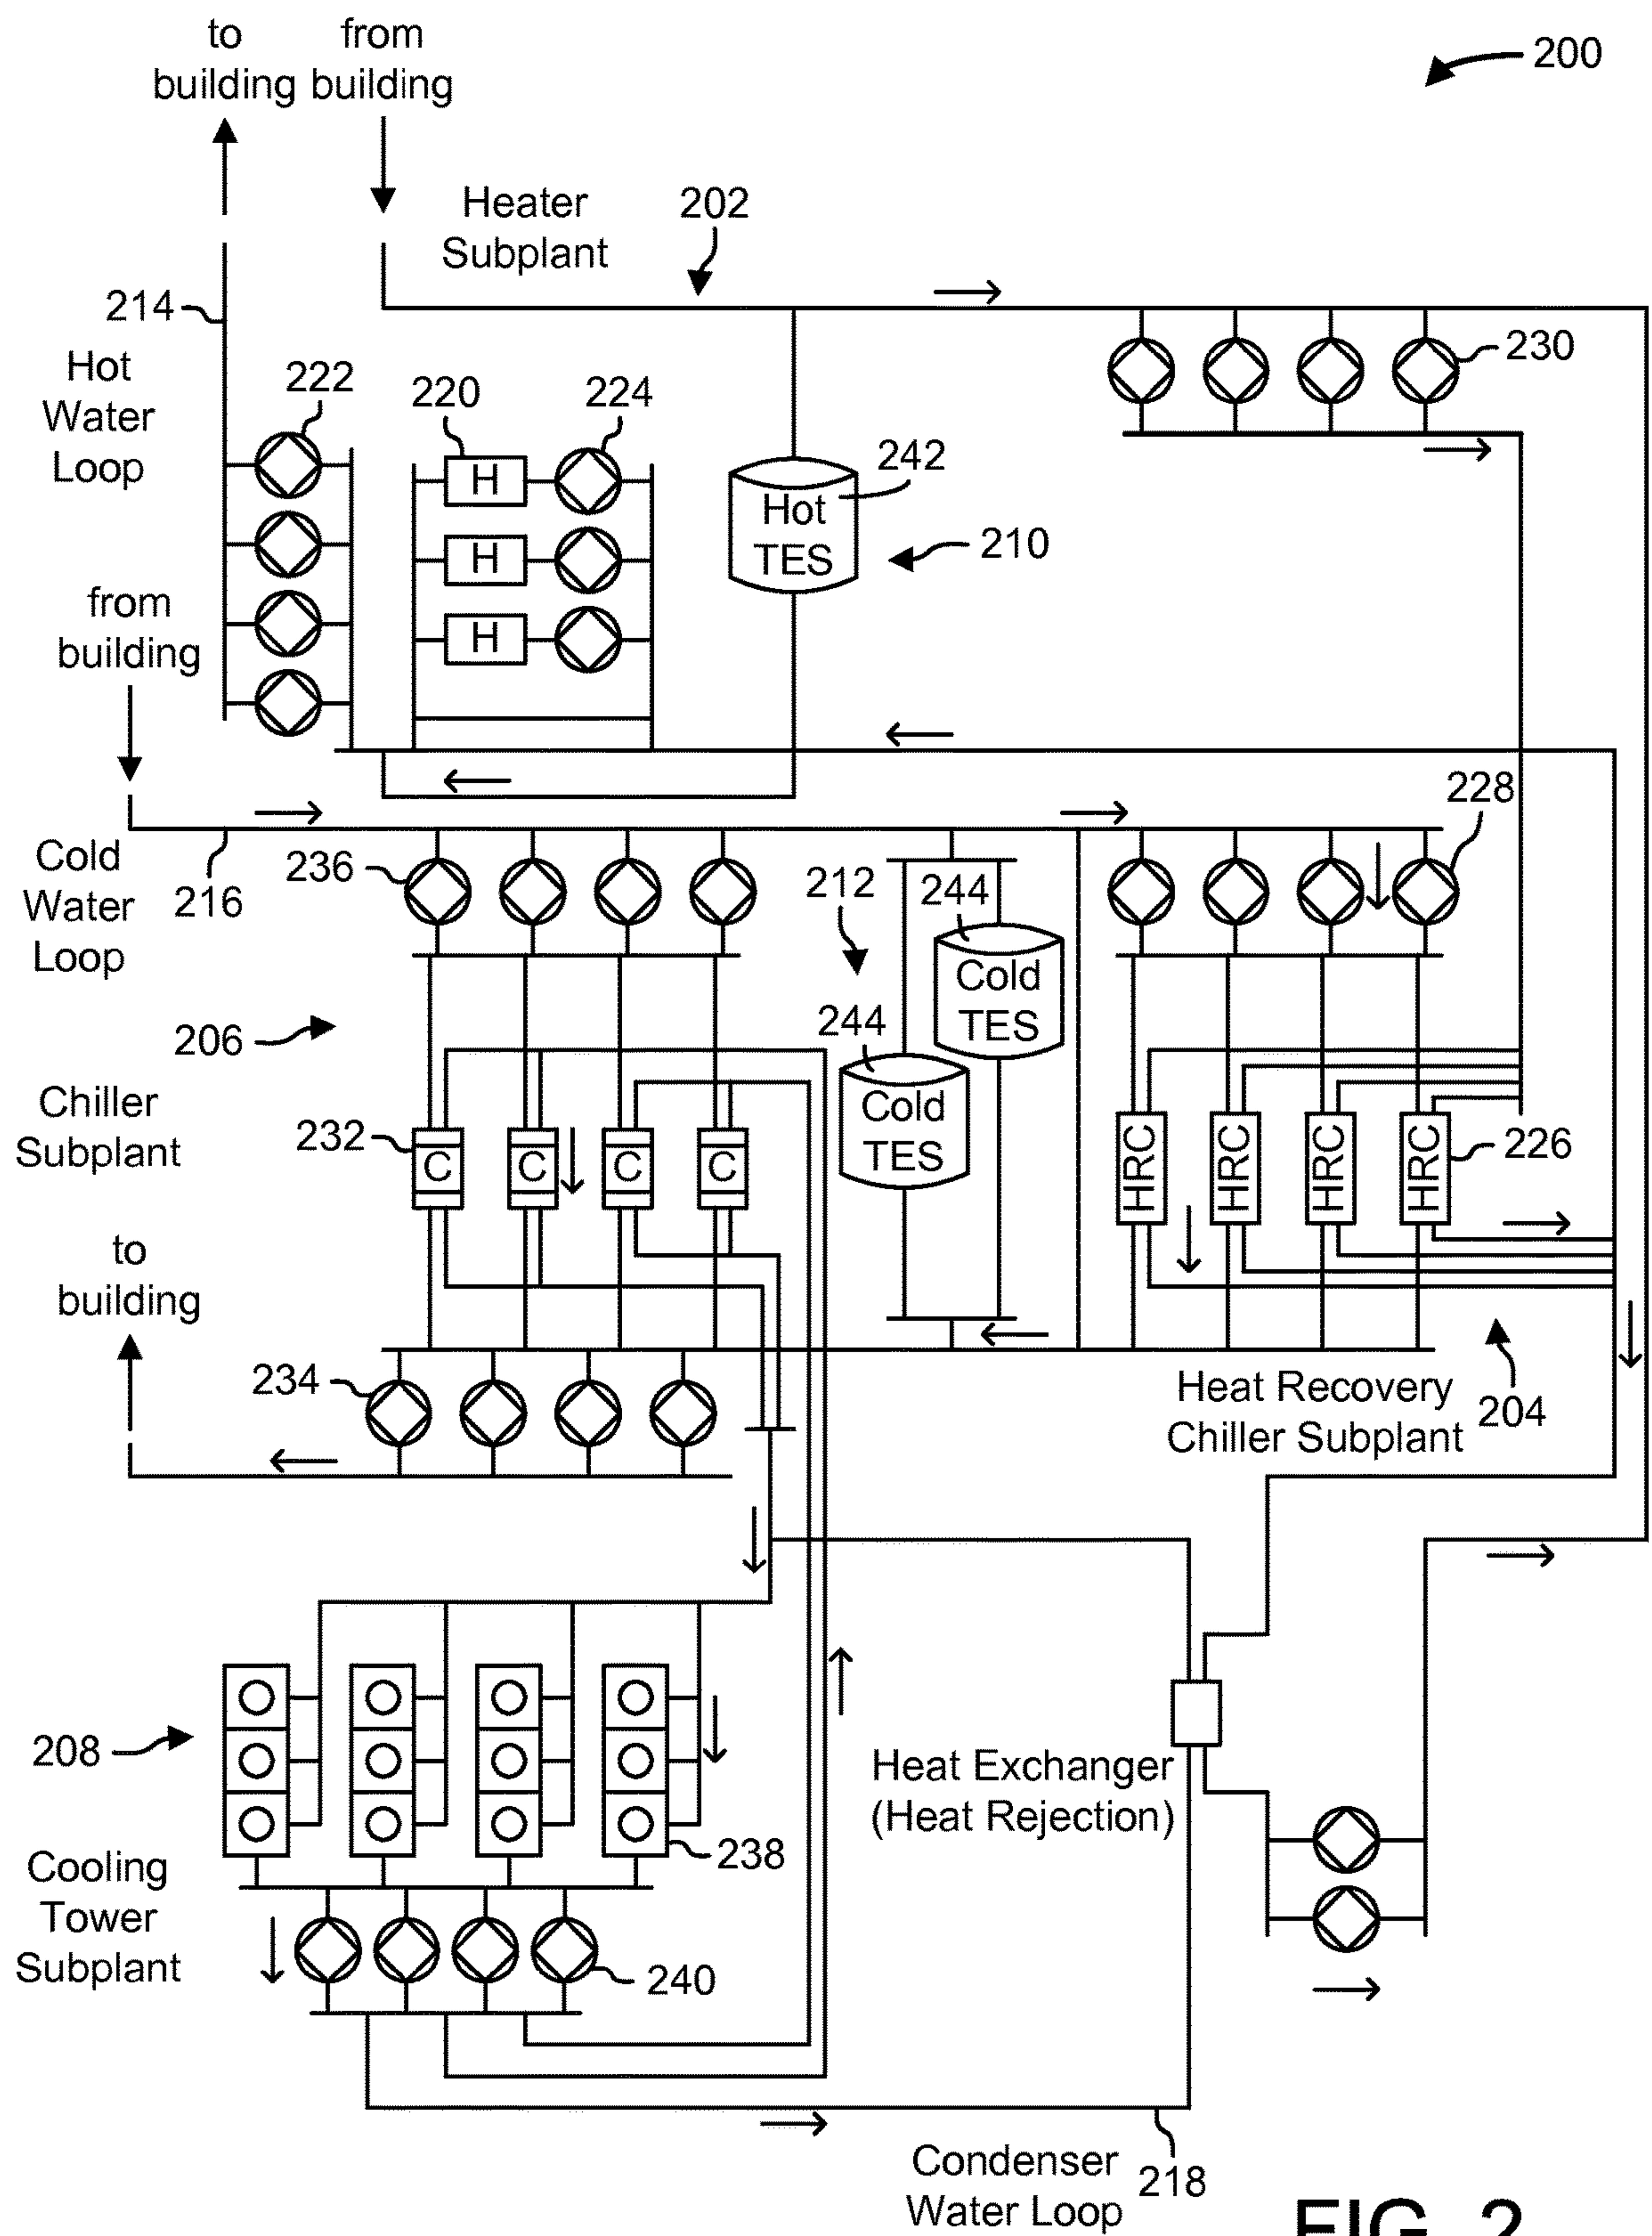 to from
building building
200
Heater 202
Subplant
214
Hot
Water
Loop
222
220
224
230
242
Hot
TES
210
H
H
H
from
building
228
Cold
Water
Loop
216
236
212
244
Cold
TES
244
Cold
TES
206
Chiller
Subplant
232
C
C
C
C
HRC
HRC
HRC
HRC
226
to
building
234
Heat Recovery
Chiller Subplant
204
208
Heat Exchanger
(Heat Rejection)
238
Cooling
Tower
Subplant
240
Condenser
Water Loop
218
FIG. 2